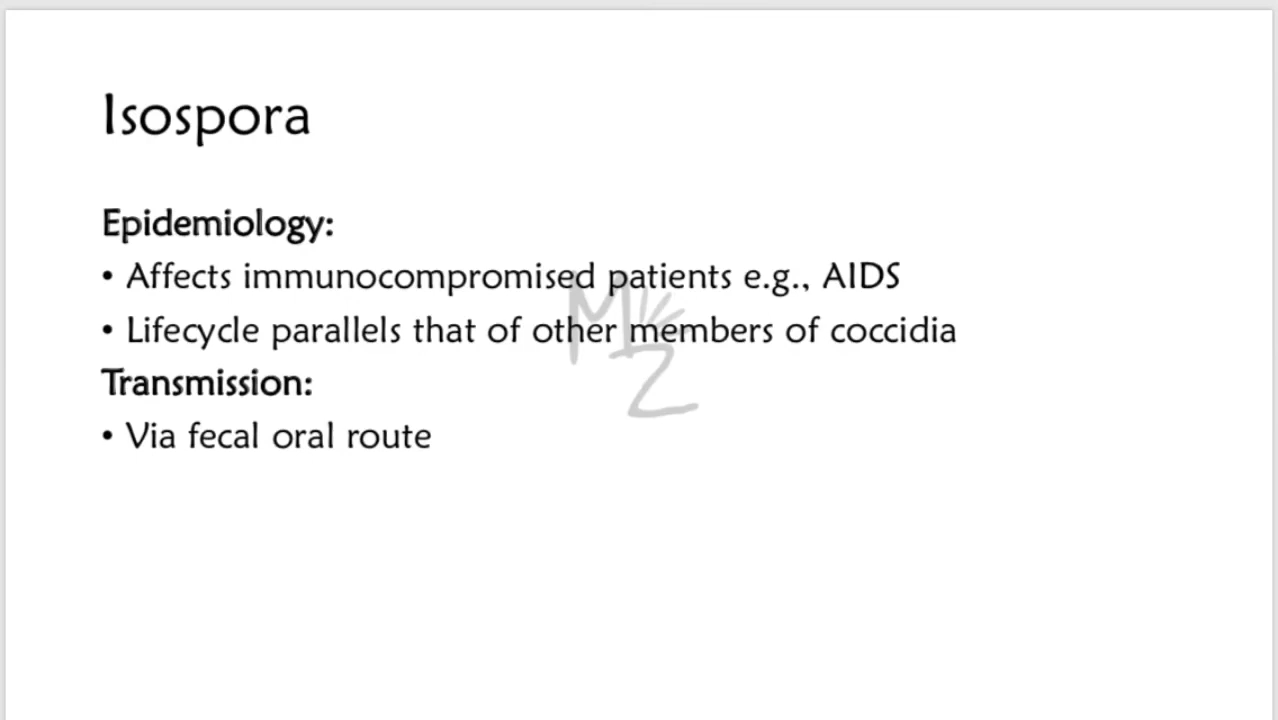 Isospora
Epidemiology:
• Affects immunocompromised patients e.g., AIDS
• Lifecycle parallels that of other members of coccidia
Transmission:
• Via fecal oral route
MZ